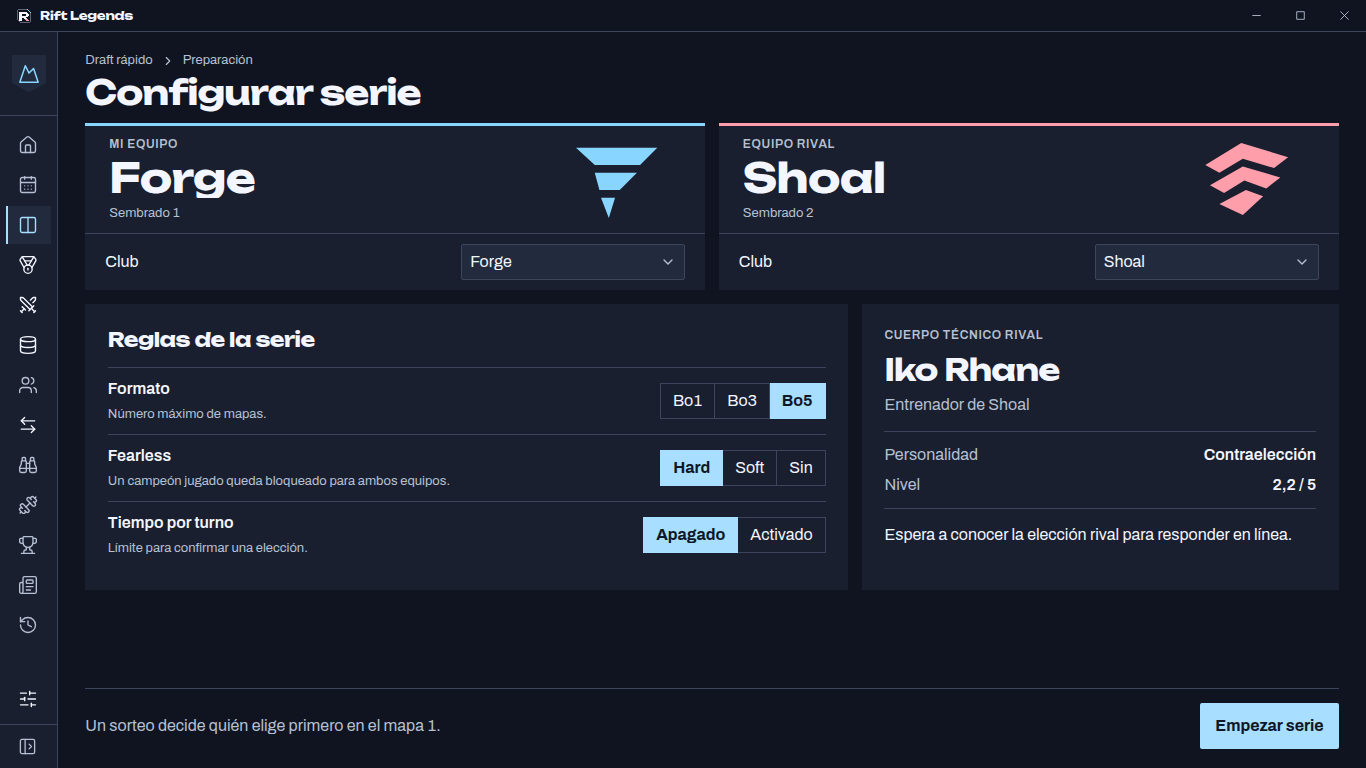 Rift Legends
Draft rápido > Preparación
Configurar serie
MI EQUIPO
Forge
Sembrado 1
Club
Forge
EQUIPO RIVAL
Shoal
Sembrado 2
Club
Shoal
Reglas de la serie
Formato
Número máximo de mapas.
Bo1 Bo3 Bo5
Fearless
Un campeón jugado queda bloqueado para ambos equipos.
Hard Soft Sin
Tiempo por turno
Límite para confirmar una elección.
Apagado Activado
CUERPO TÉCNICO RIVAL
Iko Rhane
Entrenador de Shoal
Personalidad Contraelección
Nivel 2,2 / 5
Espera a conocer la elección rival para responder en línea.
Un sorteo decide quién elige primero en el mapa 1.
Empezar serie